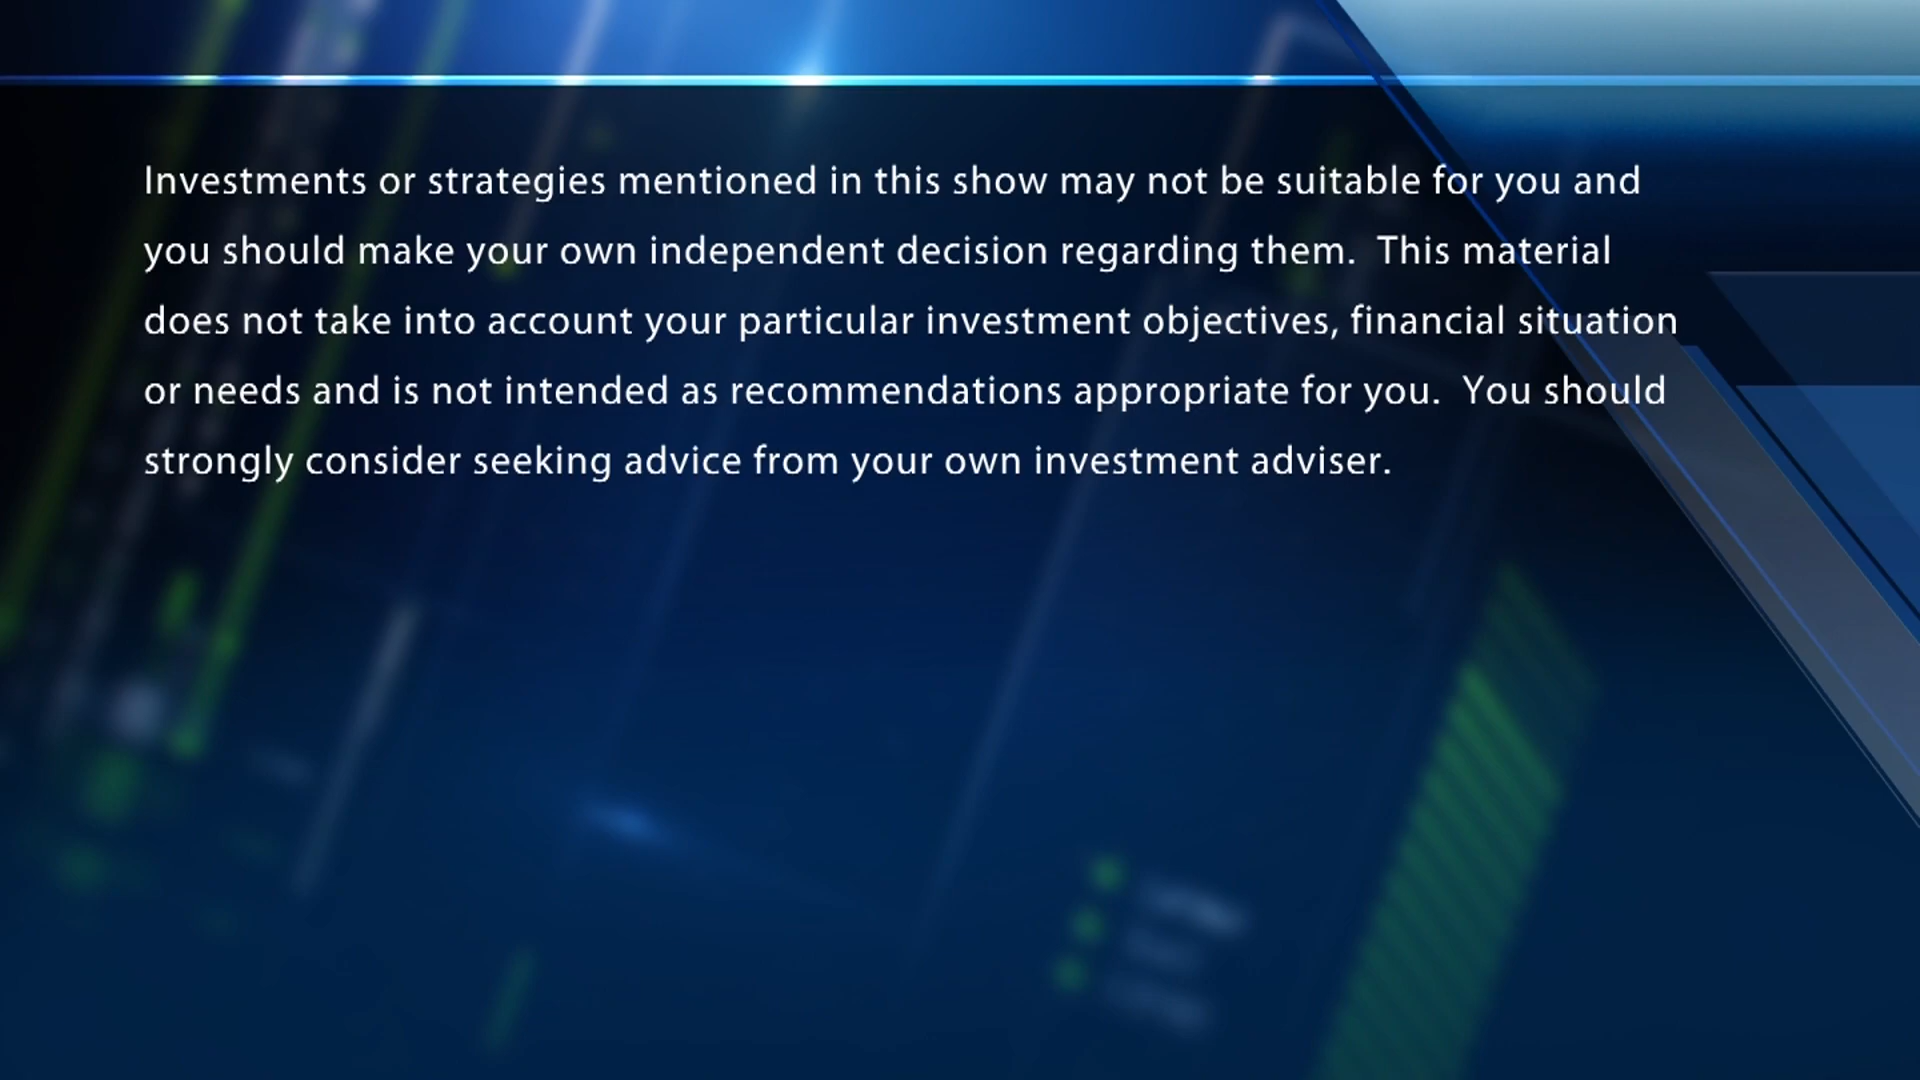 Investments or strategies mentioned in this show may not be suitable for you and
you should make your own independent decision regarding them.  This material
does not take into account your particular investment objectives, financial situation
or needs and is not intended as recommendations appropriate for you.  You should
strongly consider seeking advice from your own investment adviser.